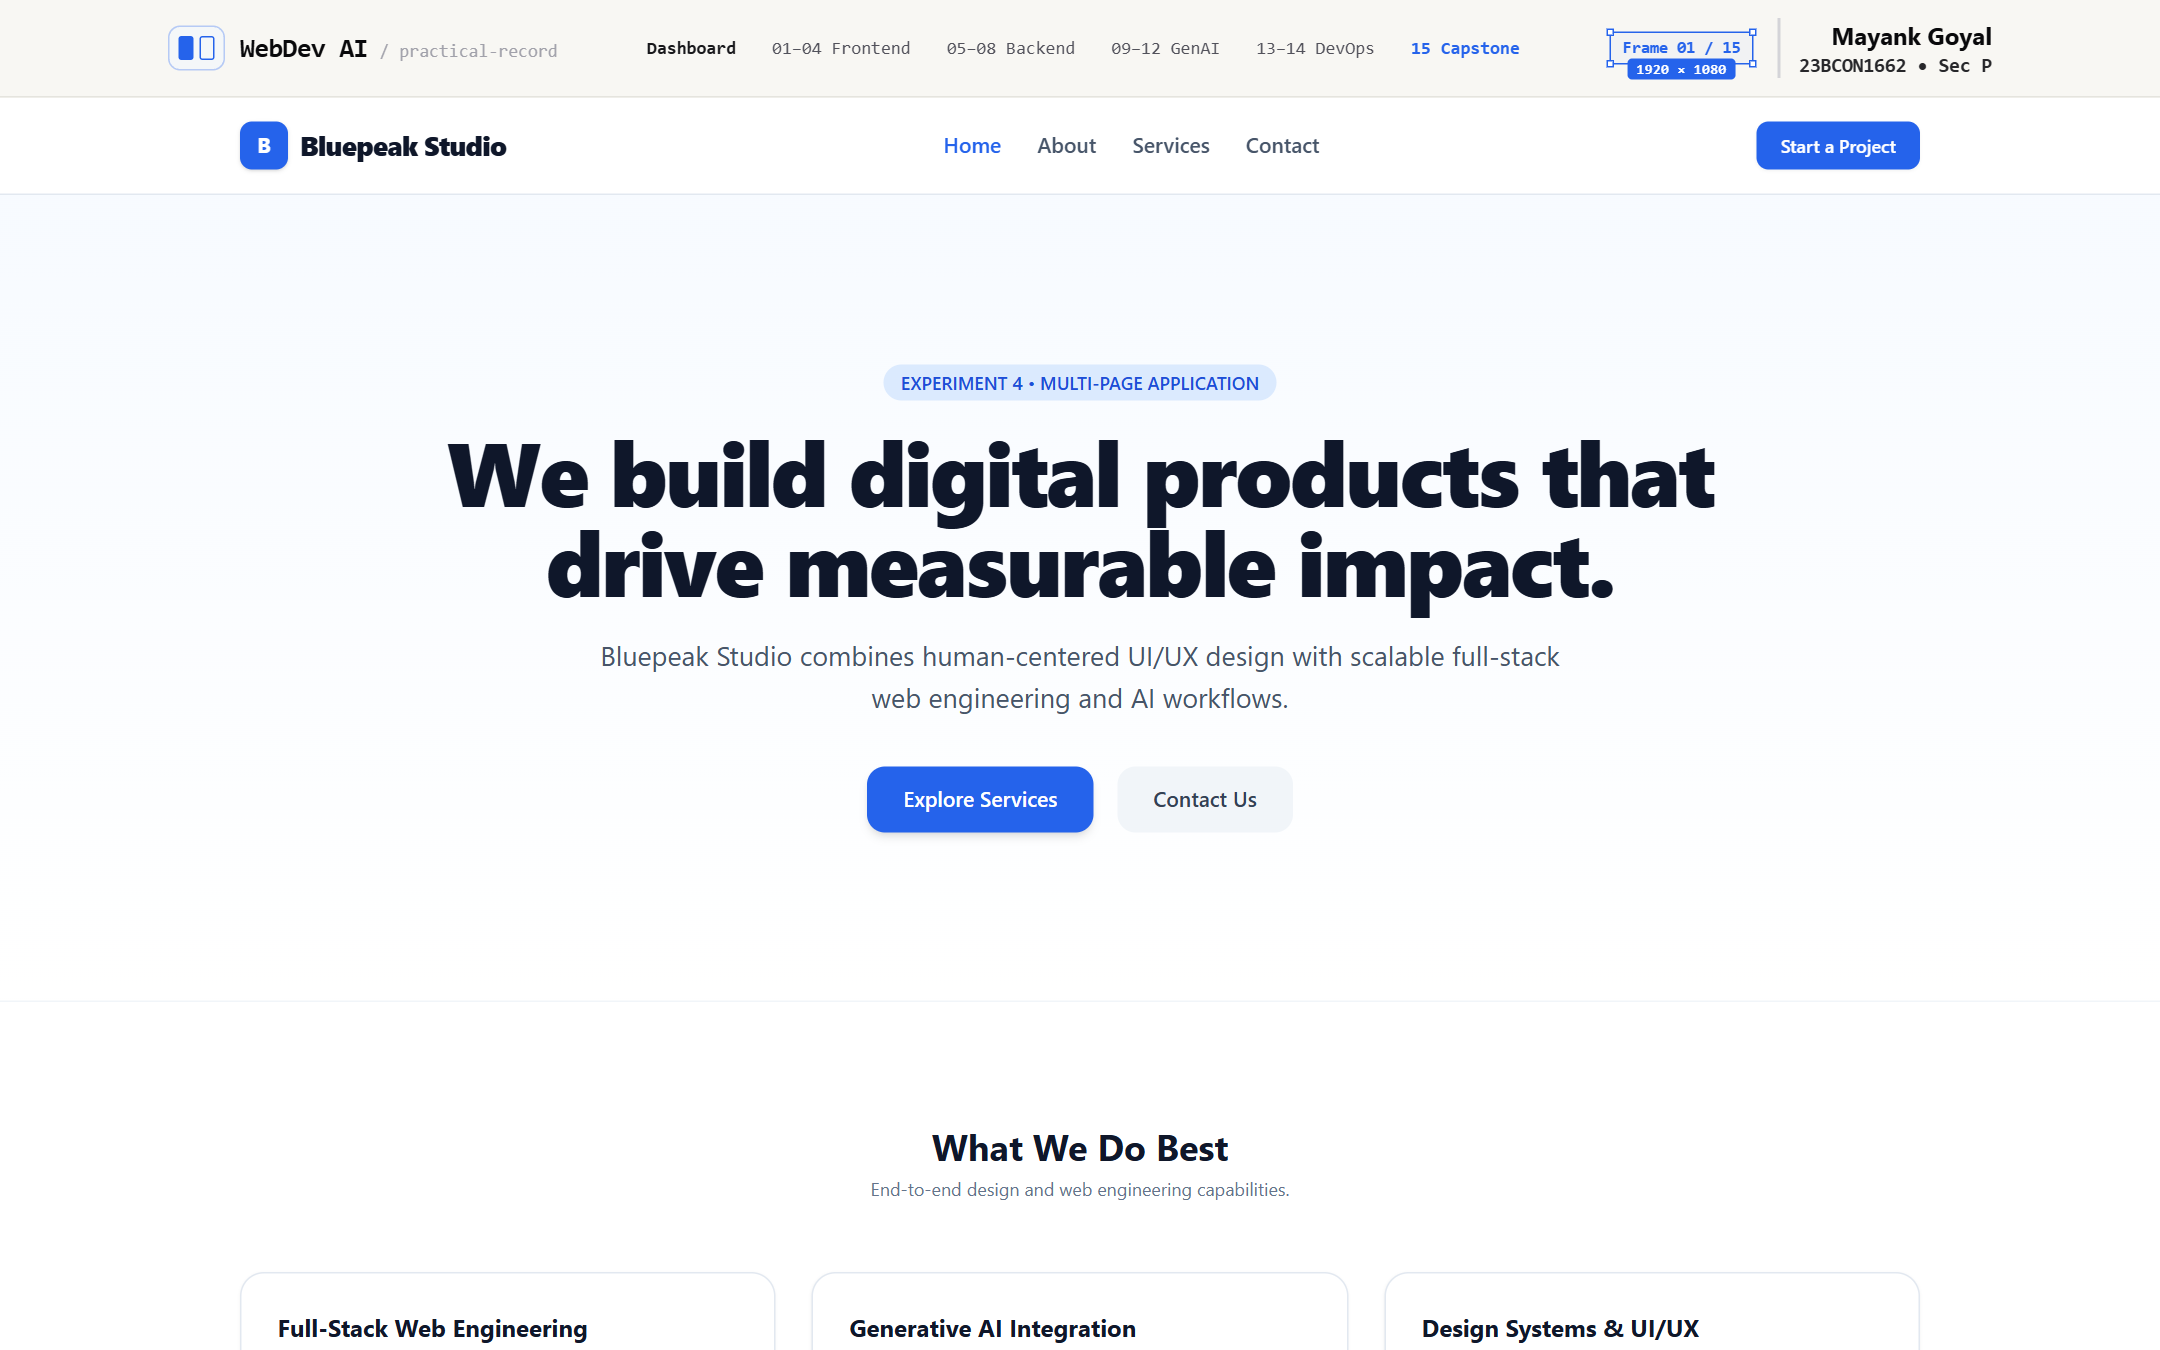 WebDev AI / practical-record
Dashboard 01–04 Frontend 05–08 Backend 09–12 GenAI 13–14 DevOps 15 Capstone
Frame 01 / 15
1920 × 1080
Mayank Goyal
23BCON1662 • Sec P
B Bluepeak Studio
Home About Services Contact
Start a Project
EXPERIMENT 4 • MULTI-PAGE APPLICATION
We build digital products that
drive measurable impact.
Bluepeak Studio combines human-centered UI/UX design with scalable full-stack
web engineering and AI workflows.
Explore Services
Contact Us
What We Do Best
End-to-end design and web engineering capabilities.
Full-Stack Web Engineering
Generative AI Integration
Design Systems & UI/UX